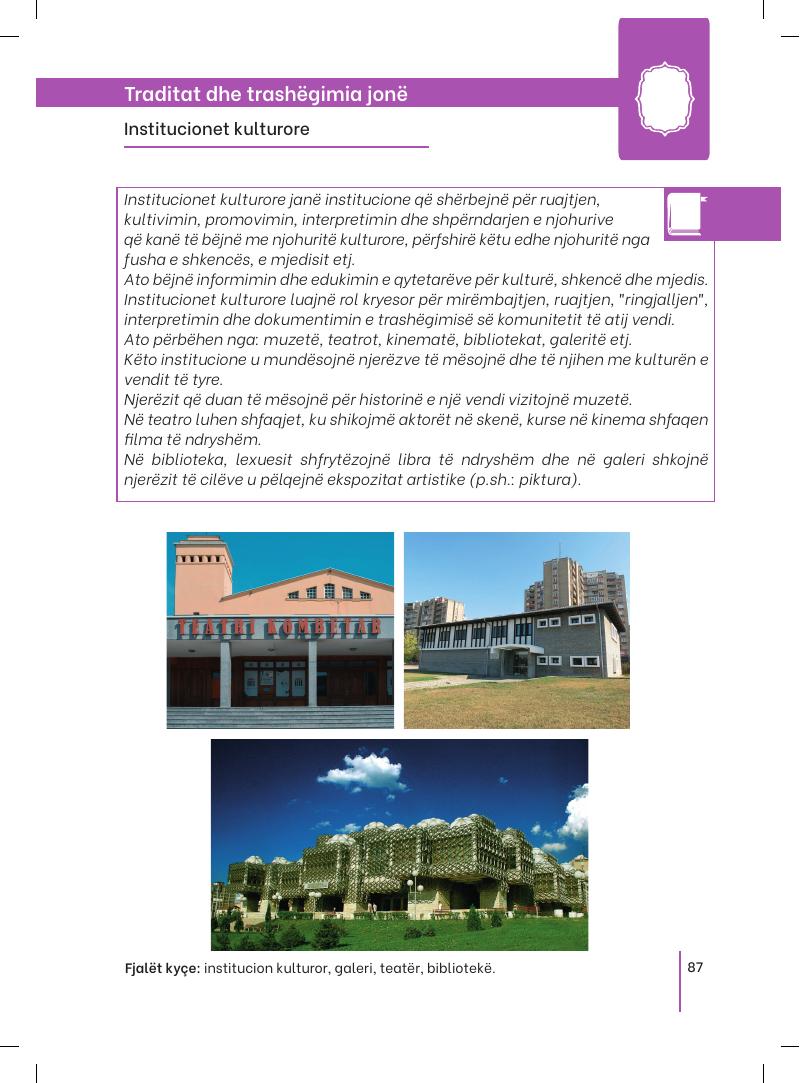 Traditat dhe trashëgimia jonë
Institucionet kulturore
Institucionet kulturore janë institucione që shërbejnë për ruajtjen,
kultivimin, promovimin, interpretimin dhe shpërndarjen e njohurive
që kanë të bëjnë me njohuritë kulturore, përfshirë këtu edhe njohuritë nga
fusha e shkencës, e mjedisit etj.
Ato bëjnë informimin dhe edukimin e qytetarëve për kulturë, shkencë dhe mjedis.
Institucionet kulturore luajnë rol kryesor për mirëmbajtjen, ruajtjen, "ringjalljen",
interpretimin dhe dokumentimin e trashëgimisë së komunitetit të atij vendi.
Ato përbëhen nga: muzetë, teatrot, kinematë, bibliotekat, galeritë etj.
Këto institucione u mundësojnë njerëzve të mësojnë dhe të njihen me kulturën e
vendit të tyre.
Njerëzit që duan të mësojnë për historinë e një vendi vizitojnë muzetë.
Në teatro luhen shfaqjet, ku shikojmë aktorët në skenë, kurse në kinema shfaqen
filma të ndryshëm.
Në biblioteka, lexuesit shfrytëzojnë libra të ndryshëm dhe në galeri shkojnë
njerëzit të cilëve u pëlqejnë ekspozitat artistike (p.sh.: piktura).
TEATRI KOMBËTAR
Fjalët kyçe: institucion kulturor, galeri, teatër, bibliotekë.
87